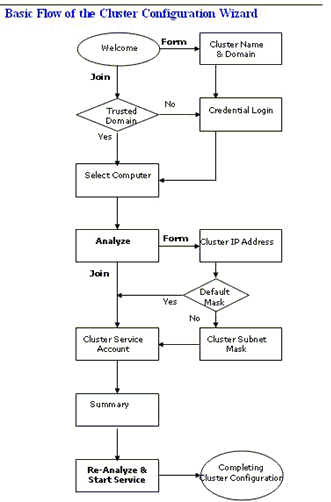 Basic Flow of the Cluster Configuration Wizard
Welcome
Form
Cluster Name
& Domain
Join
Trusted
Domain
No
Credential Login
Yes
Select Computer
Analyze
Form
Cluster IP Address
Join
Default
Mask
Yes
No
Cluster Service
Account
Cluster Subnet
Mask
Summary
Re-Analyze &
Start Service
Completing
Cluster Configuration